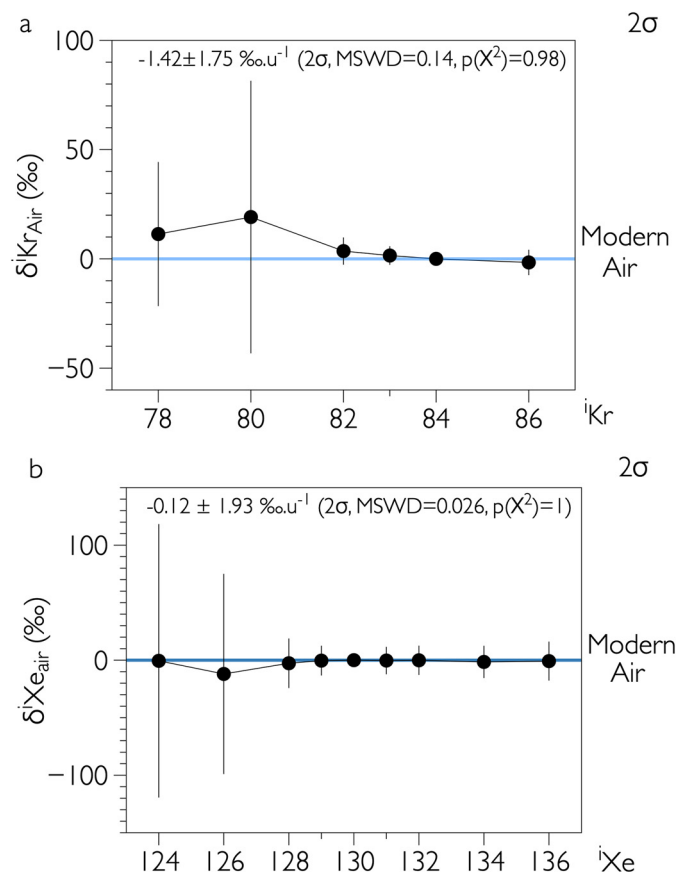 a
2σ
-1.42±1.75 ‰.u⁻¹ (2σ, MSWD=0.14, p(X²)=0.98)
100
50
0
−50
δⁱKrAir (‰)
Modern
Air
78 80 82 84 86 ⁱKr
b
2σ
-0.12 ± 1.93 ‰.u⁻¹ (2σ, MSWD=0.026, p(X²)=1)
100
0
−100
δⁱXeair (‰)
Modern
Air
124 126 128 130 132 134 136 ⁱXe